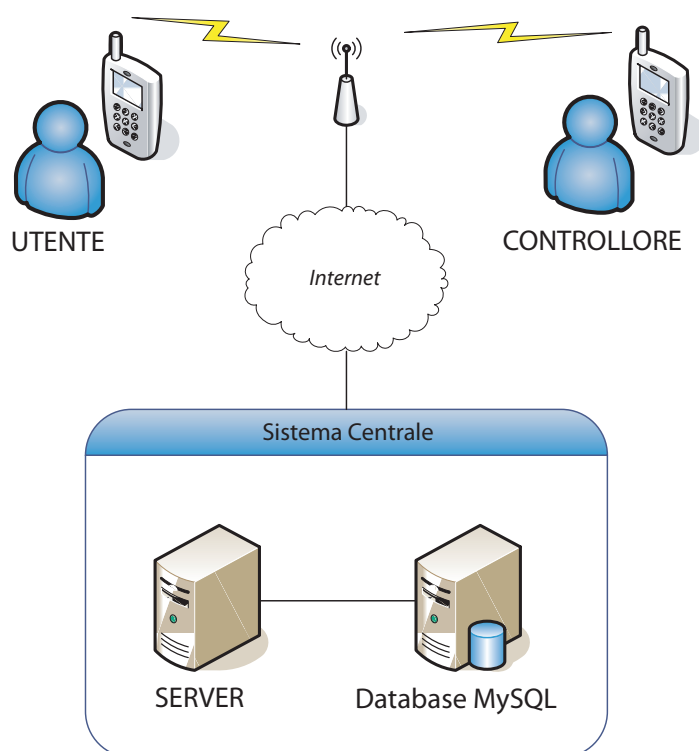 UTENTE
CONTROLLORE
Internet
Sistema Centrale
SERVER
Database MySQL